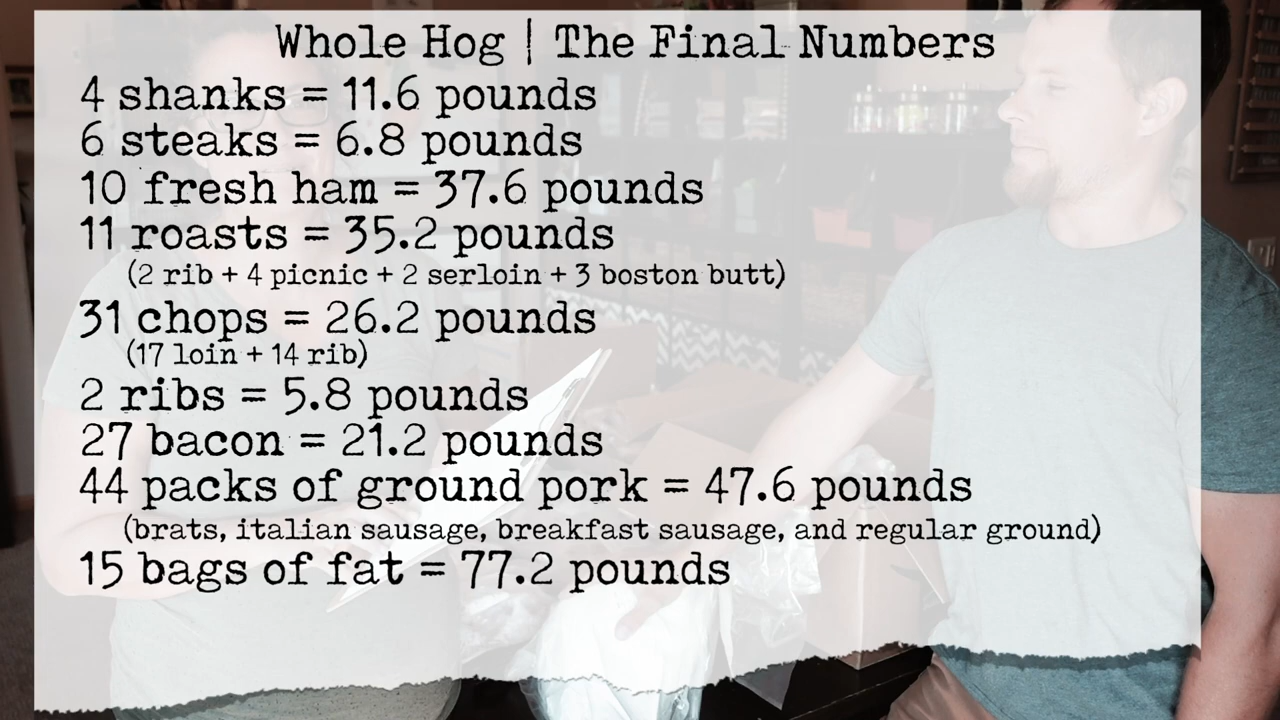 Whole Hog | The Final Numbers
4 shanks = 11.6 pounds
6 steaks = 6.8 pounds
10 fresh ham = 37.6 pounds
11 roasts = 35.2 pounds
(2 rib + 4 picnic + 2 serloin + 3 boston butt)
31 chops = 26.2 pounds
(17 loin + 14 rib)
2 ribs = 5.8 pounds
27 bacon = 21.2 pounds
44 packs of ground pork = 47.6 pounds
(brats, italian sausage, breakfast sausage, and regular ground)
15 bags of fat = 77.2 pounds